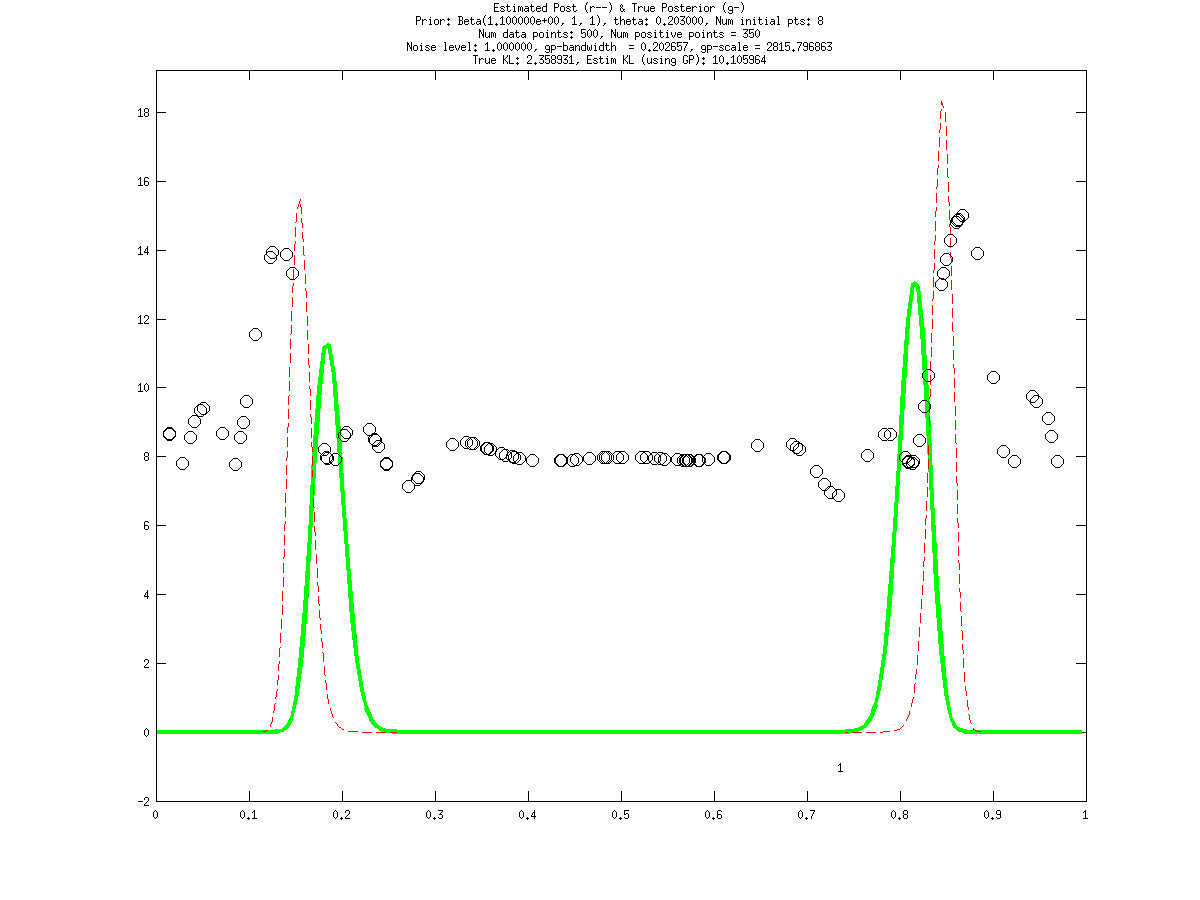 Estimated Post (r--) & True Posterior (g-)
Prior: Beta(1.100000e+00, 1, 1), theta: 0.203000, Num initial pts: 8
Num data points: 500, Num positive points = 350
Noise level: 1.000000, gp-bandwidth  = 0.202657, gp-scale = 2815.796863
True KL: 2.358931, Estim KL (using GP): 10.105964
18
16
14
12
10
8
6
4
2
0
1
-2
0 0.1 0.2 0.3 0.4 0.5 0.6 0.7 0.8 0.9 1